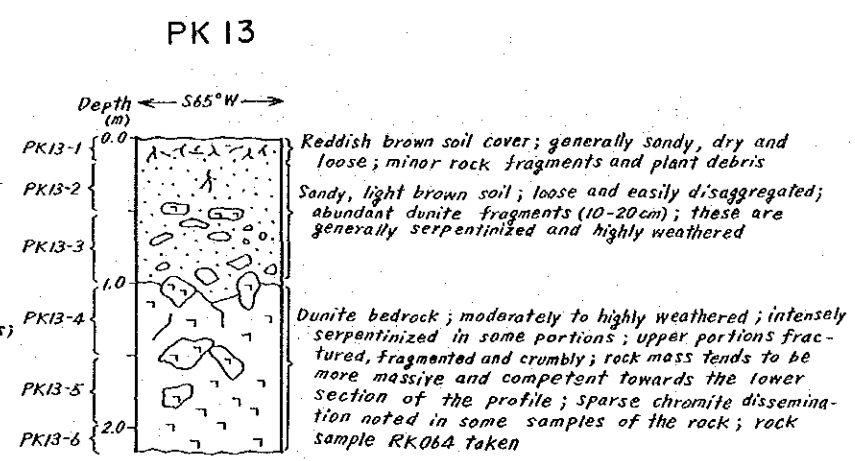 PK 13
Depth ← S65°W →
(m)
0.0
1.0
2.0
PK13-1
PK13-2
PK13-3
PK13-4
PK13-5
PK13-6
s;
Reddish brown soil cover; generally sandy, dry and
loose; minor rock fragments and plant debris
Sandy, light brown soil; loose and easily disaggregated;
abundant dunite fragments (10-20cm); these are
generally serpentinized and highly weathered
Dunite bedrock; moderately to highly weathered; intensely
serpentinized in some portions; upper portions frac-
tured, fragmented and crumbly; rock mass tends to be
more massive and competent towards the lower
section of the profile; sparse chromite dissemina-
tion noted in some samples of the rock; rock
sample RK064 taken